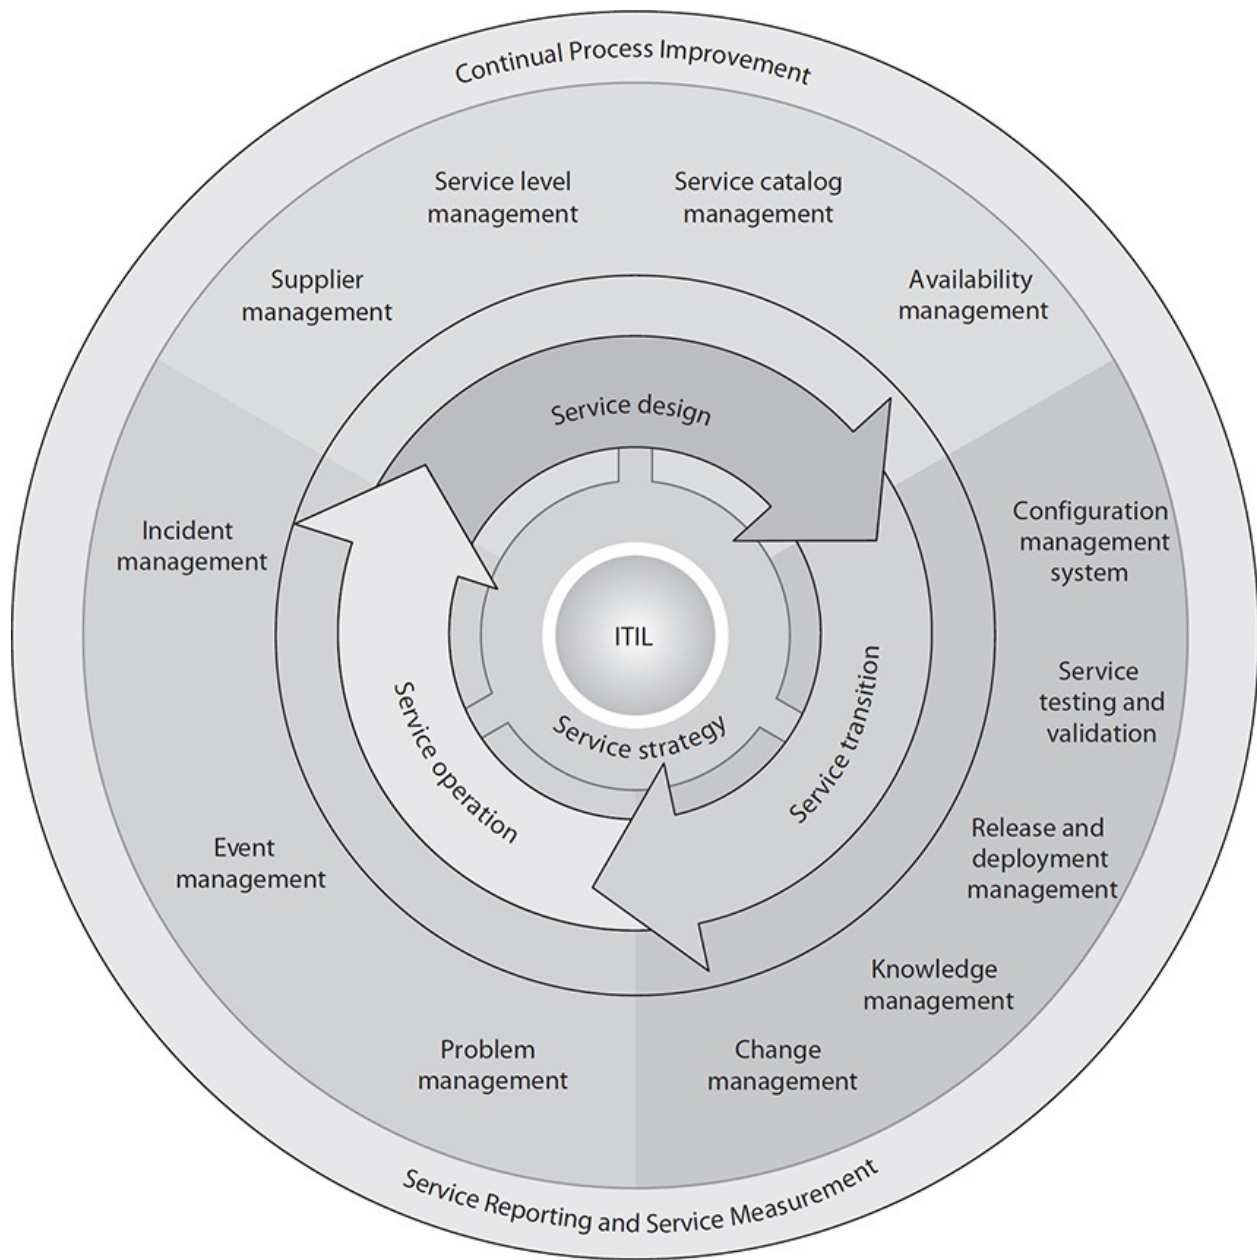 Continual Process Improvement
Service level
management
Service catalog
management
Supplier
management
Availability
management
Service design
Incident
management
Configuration
management
system
ITIL
Service strategy
Service operation
Service transition
Service
testing and
validation
Event
management
Release and
deployment
management
Knowledge
management
Problem
management
Change
management
Service Reporting and Service Measurement